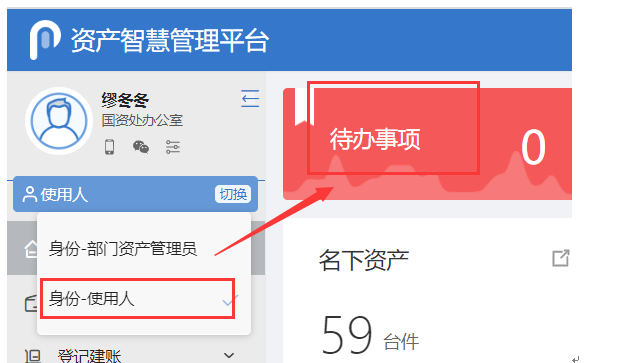 资产智慧管理平台
缪冬冬
国资处办公室
使用人 切换
身份-部门资产管理员
身份-使用人
登记建账
待办事项 0
名下资产
59 台件